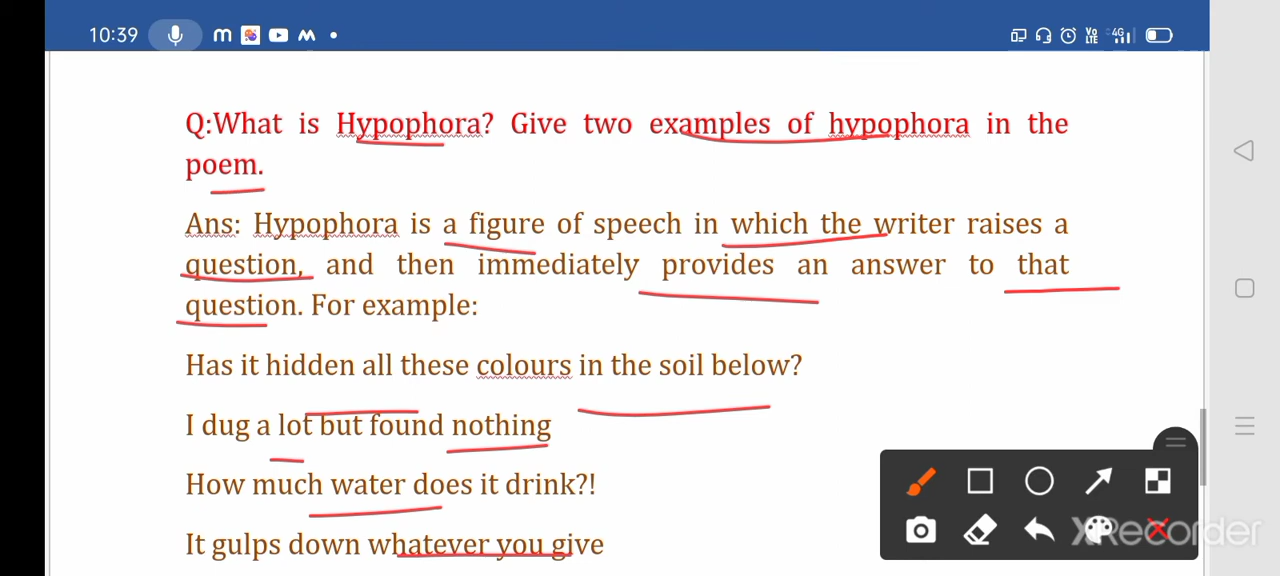 10:39
Vo LTE 4G
Q:What is Hypophora? Give two examples of hypophora in the
poem.
Ans: Hypophora is a figure of speech in which the writer raises a
question, and then immediately provides an answer to that
question. For example:
Has it hidden all these colours in the soil below?
I dug a lot but found nothing
How much water does it drink?!
It gulps down whatever you give
XRecorder